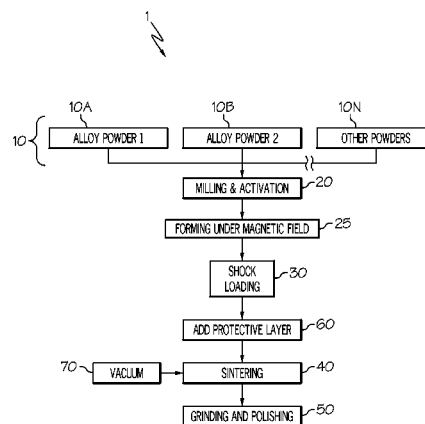 1
10A 10B 10N
10 ALLOY POWDER 1 ALLOY POWDER 2 OTHER POWDERS
MILLING & ACTIVATION 20
FORMING UNDER MAGNETIC FIELD 25
SHOCK
LOADING 30
ADD PROTECTIVE LAYER 60
70 VACUUM SINTERING 40
GRINDING AND POLISHING 50